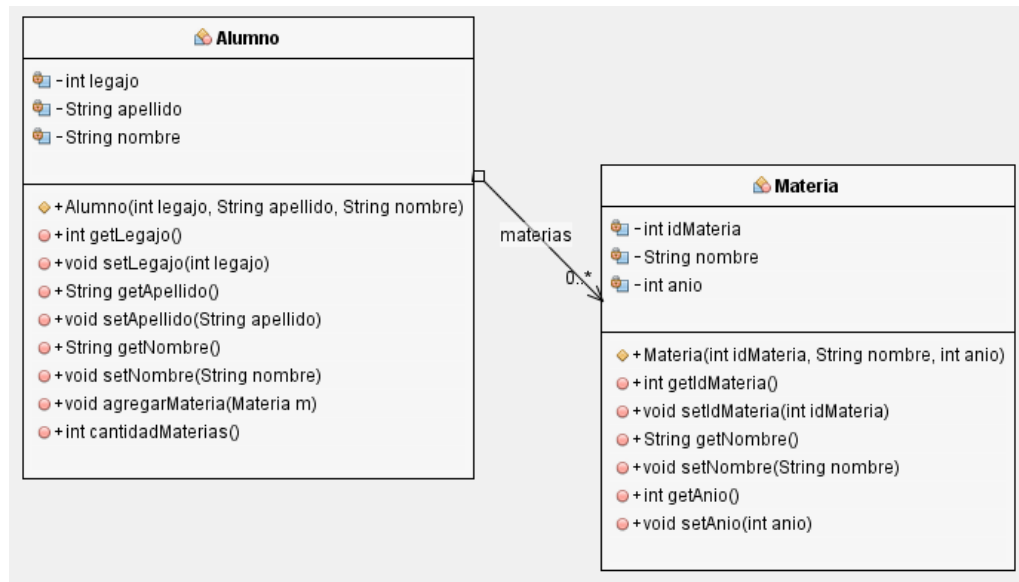 Alumno
-int legajo
-String apellido
-String nombre
+Alumno(int legajo, String apellido, String nombre)
+int getLegajo()
+void setLegajo(int legajo)
+String getApellido()
+void setApellido(String apellido)
+String getNombre()
+void setNombre(String nombre)
+void agregarMateria(Materia m)
+int cantidadMaterias()
materias
0..*
Materia
-int idMateria
-String nombre
-int anio
+Materia(int idMateria, String nombre, int anio)
+int getIdMateria()
+void setIdMateria(int idMateria)
+String getNombre()
+void setNombre(String nombre)
+int getAnio()
+void setAnio(int anio)